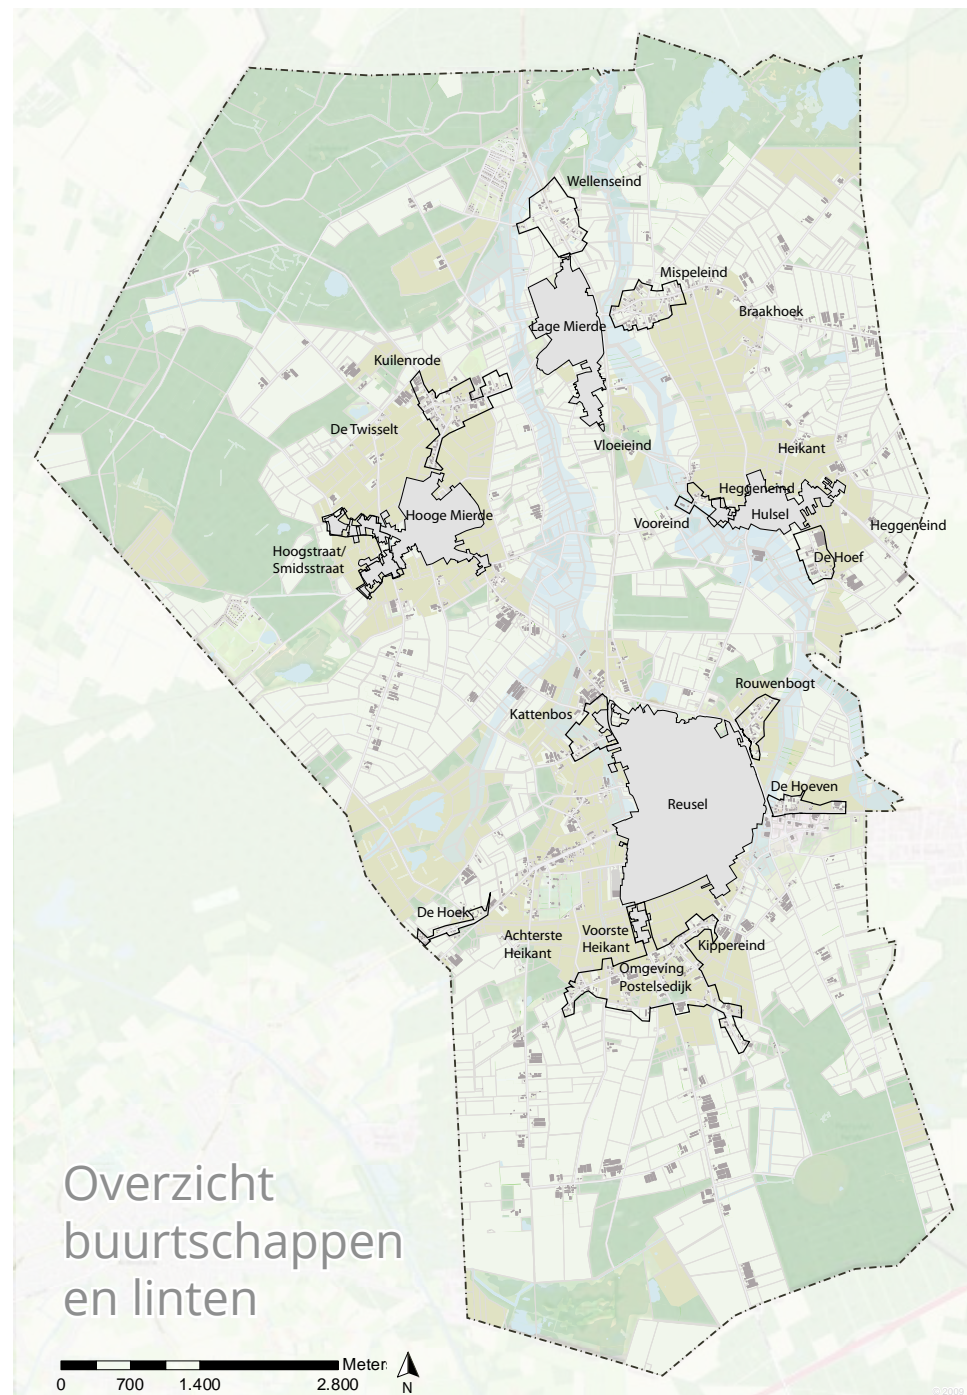 Wellenseind
Mispeleind
Braakhoek
Lage Mierde
Kuilenrode
De Twisselt
Vloeieind
Heikant
Heggeneind
Hooge Mierde
Hulsel
Vooreind
Heggeneind
Hoogstraat/
Smidsstraat
De Hoef
Rouwenbogt
Kattenbos
De Hoeven
Reusel
De Hoek
Achterste
Heikant
Voorste
Heikant
Kippereind
Omgeving
Postelsedijk
Overzicht
buurtschappen
en linten
Meter
0 700 1.400 2.800
N
© 2009